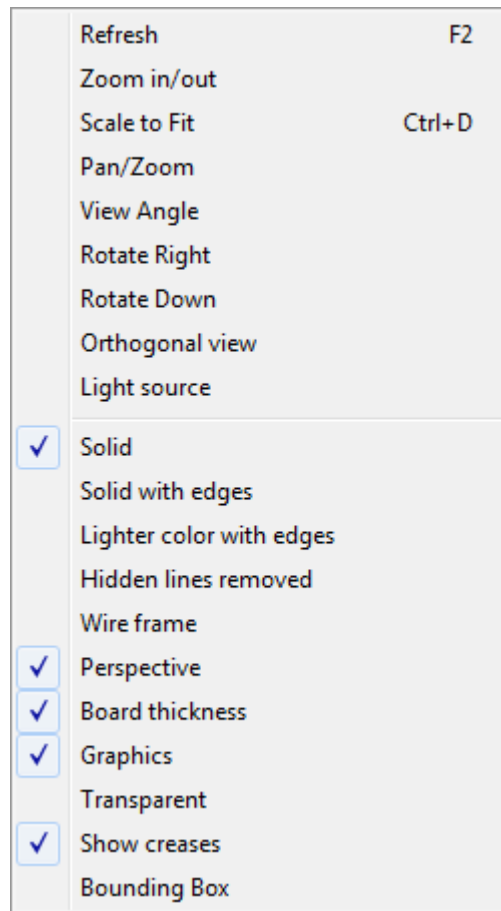 Refresh F2
Zoom in/out
Scale to Fit Ctrl+D
Pan/Zoom
View Angle
Rotate Right
Rotate Down
Orthogonal view
Light source
Solid
Solid with edges
Lighter color with edges
Hidden lines removed
Wire frame
Perspective
Board thickness
Graphics
Transparent
Show creases
Bounding Box